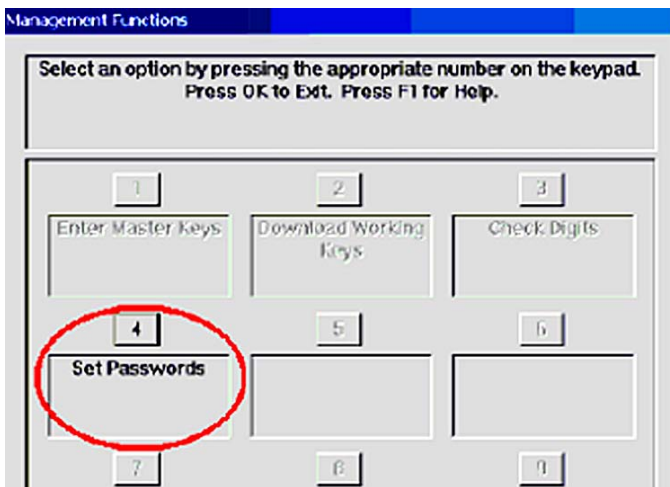 Management Functions
Select an option by pressing the appropriate number on the keypad.
Press OK to Exit. Press F1 for Help.
1 2 3
Enter Master Keys Download Working Check Digits
Keys
4 5 6
Set Passwords
7 8 9